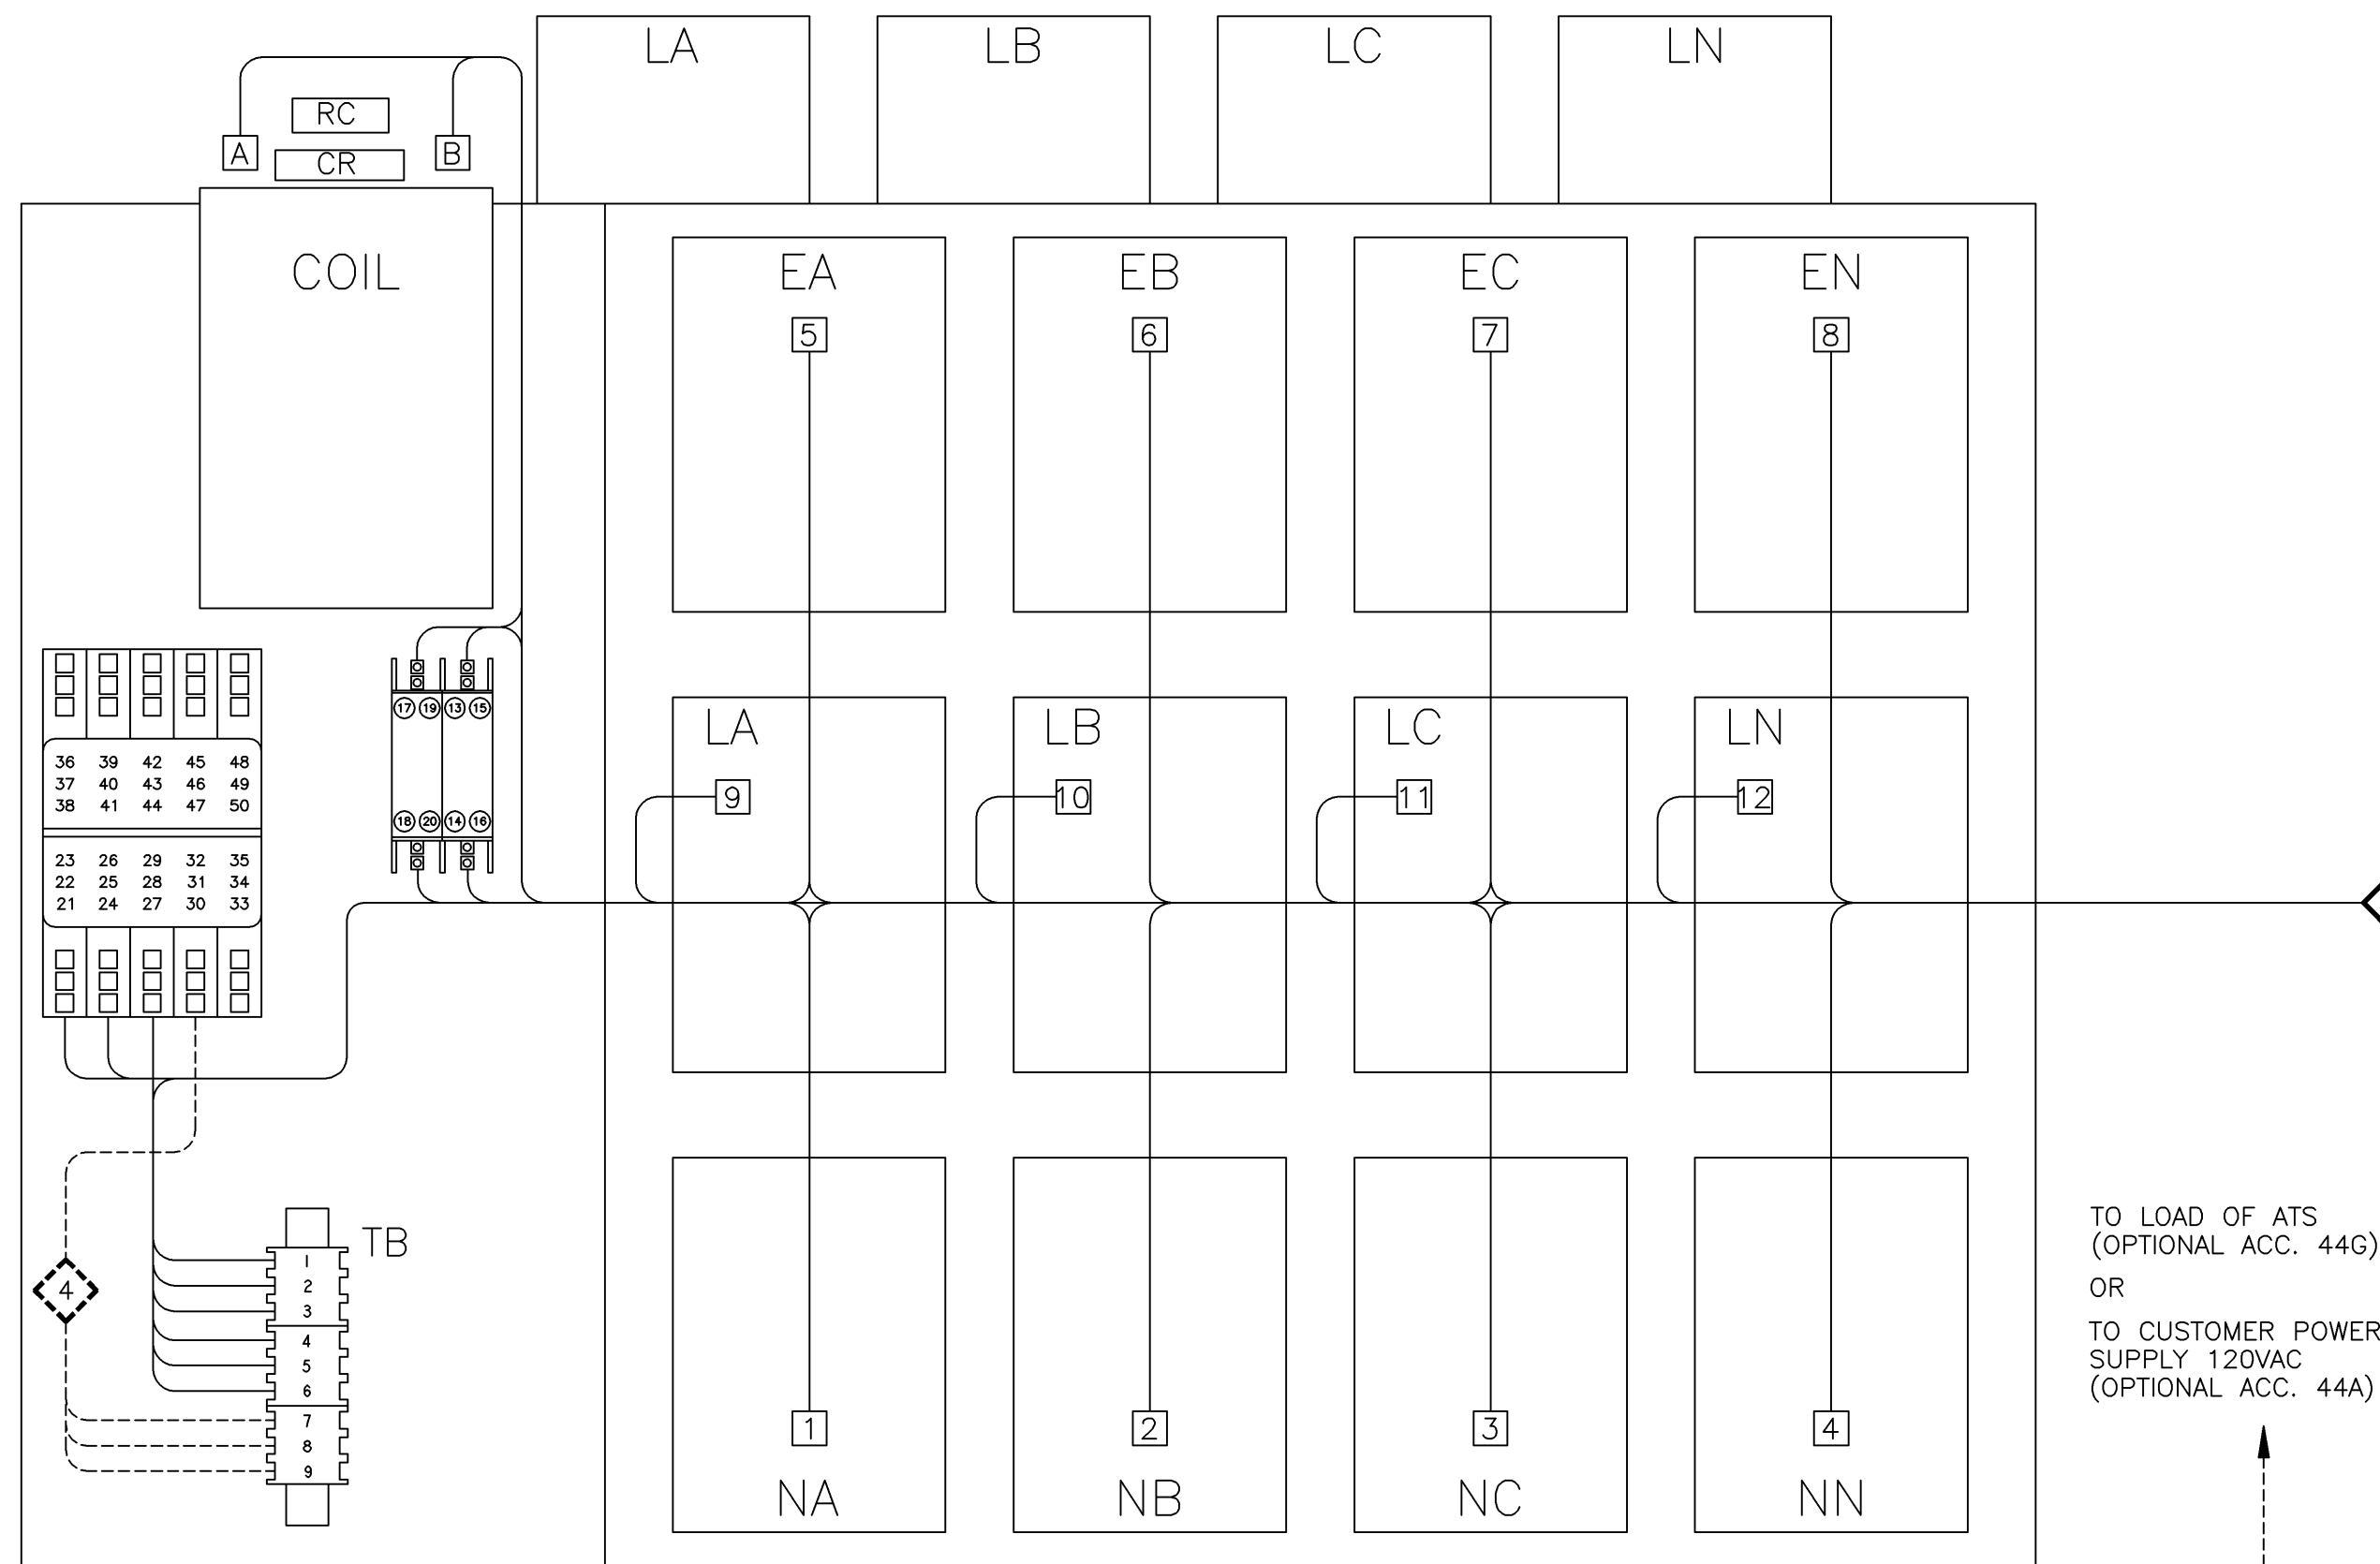 LA LB LC LN
RC
A CR B
COIL
EA EB EC EN
5 6 7 8
17 19 13 15
LA LB LC LN
36 39 42 45 48
37 40 43 46 49
38 41 44 47 50
9 10 11 12
18 20 14 16
23 26 29 32 35
22 25 28 31 34
21 24 27 30 33
TB
1
2
3
4
5
6
7
8
9
4
1 2 3 4
NA NB NC NN
TO LOAD OF ATS
(OPTIONAL ACC. 44G)
OR
TO CUSTOMER POWER
SUPPLY 120VAC
(OPTIONAL ACC. 44A)